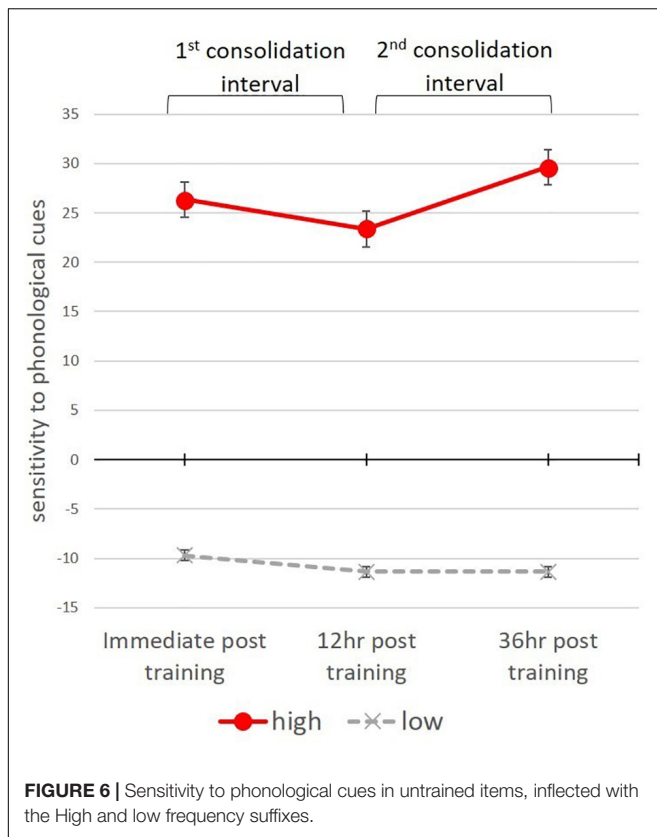 1st consolidation interval
2nd consolidation interval
35
30
25
20
15
10
5
0
-5
-10
-15
sensitivity to phonological cues
Immediate post training
12hr post training
36hr post training
high
low
FIGURE 6 | Sensitivity to phonological cues in untrained items, inflected with
the High and low frequency suffixes.